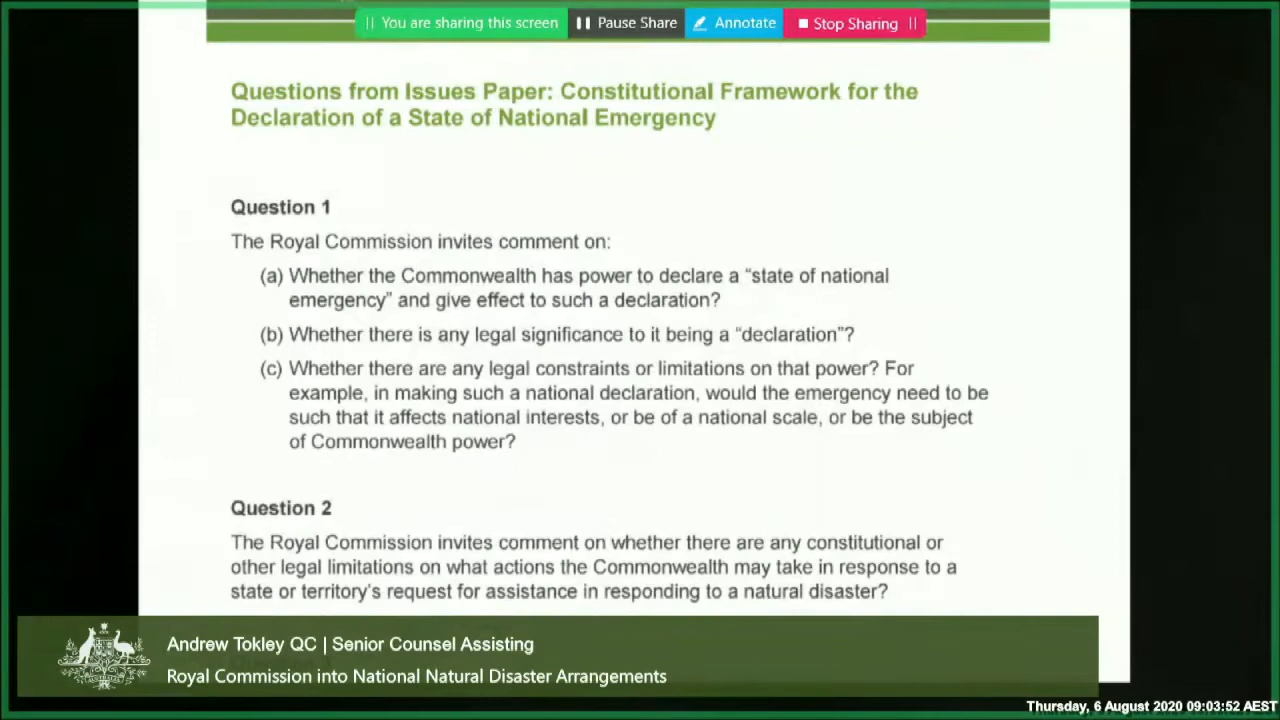 You are sharing this screen Pause Share Annotate Stop Sharing
Questions from Issues Paper: Constitutional Framework for the
Declaration of a State of National Emergency
Question 1
The Royal Commission invites comment on:
(a) Whether the Commonwealth has power to declare a “state of national
emergency” and give effect to such a declaration?
(b) Whether there is any legal significance to it being a “declaration”?
(c) Whether there are any legal constraints or limitations on that power? For
example, in making such a national declaration, would the emergency need to be
such that it affects national interests, or be of a national scale, or be the subject
of Commonwealth power?
Question 2
The Royal Commission invites comment on whether there are any constitutional or
other legal limitations on what actions the Commonwealth may take in response to a
state or territory’s request for assistance in responding to a natural disaster?
Andrew Tokley QC | Senior Counsel Assisting
Royal Commission into National Natural Disaster Arrangements
Thursday, 6 August 2020 09:03:52 AEST